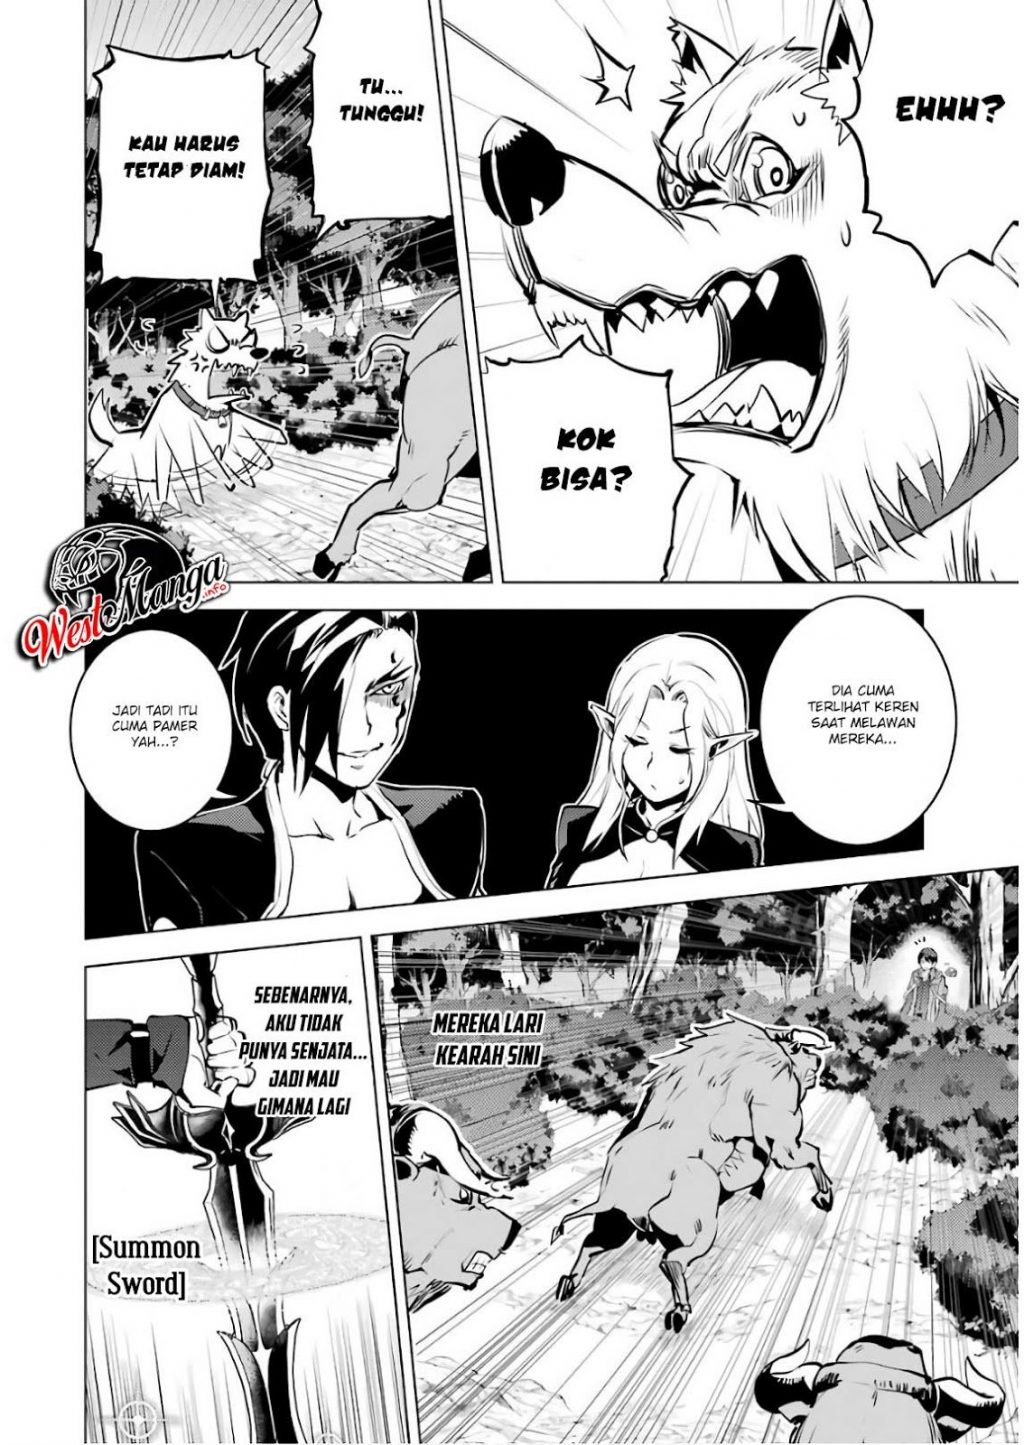 EHHH?
KOK
BISA?
TU...
TUNGGU!
KAU HARUS
TETAP DIAM!
WestManga
.info
DIA CUMA
TERLIHAT KEREN
SAAT MELAWAN
MEREKA...
JADI TADI ITU
CUMA PAMER
YAH...?
MEREKA LARI
KEARAH SINI
SEBENARNYA,
AKU TIDAK
PUNYA SENJATA...
JADI MAU
GIMANA LAGI
[Summon
Sword]